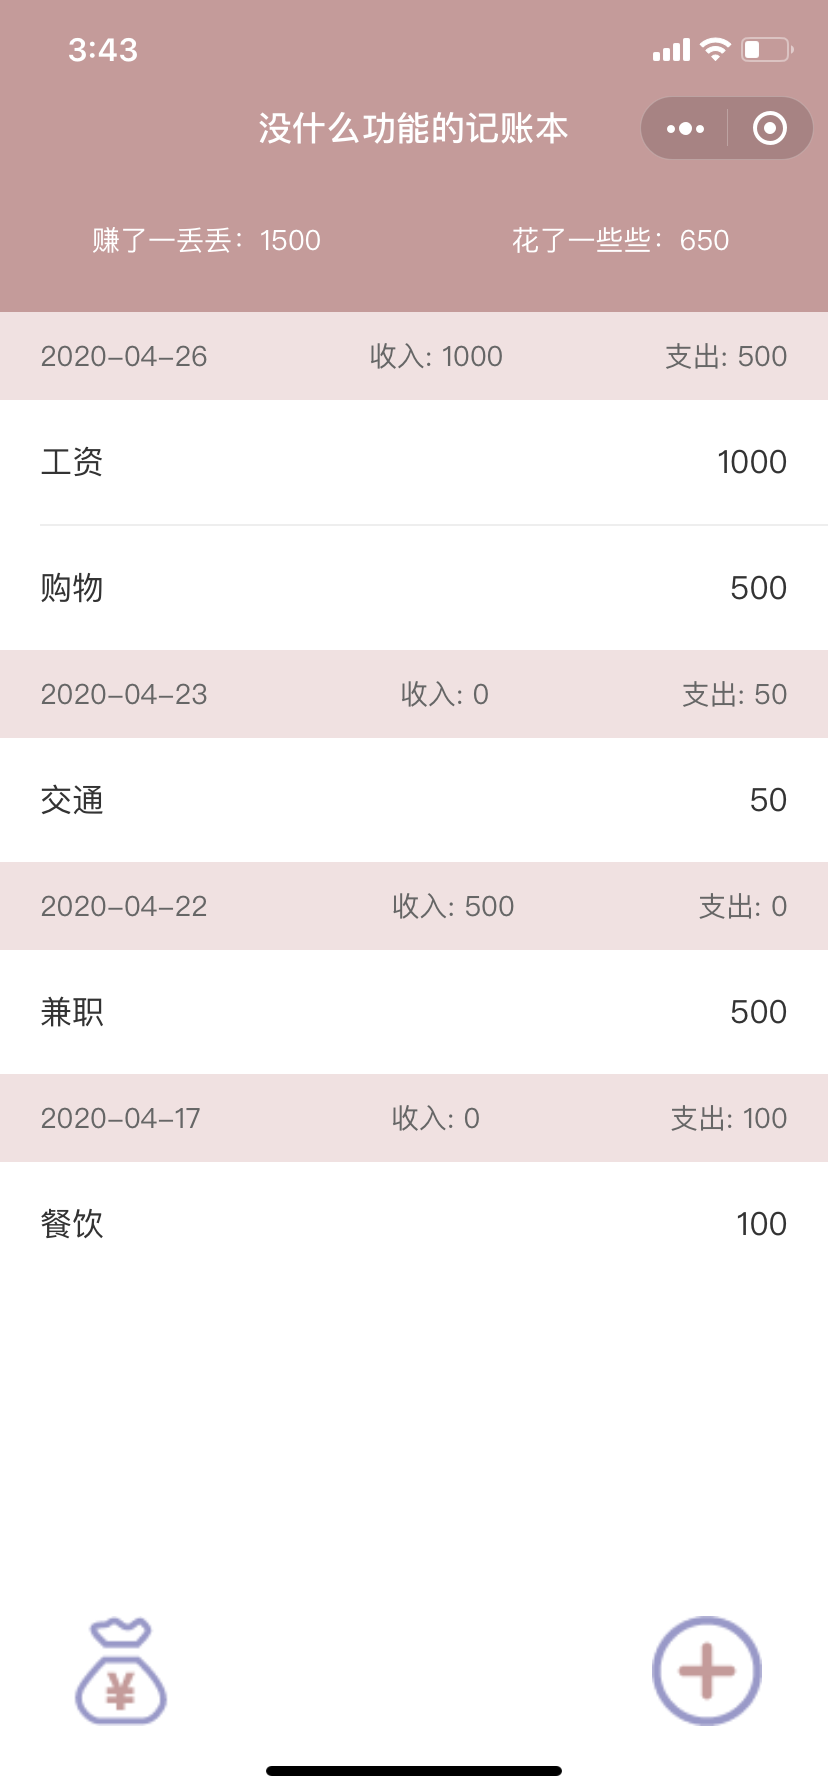 3:43
没什么功能的记账本
赚了一丢丢：1500 花了一些些：650
2020-04-26 收入: 1000 支出: 500
工资 1000
购物 500
2020-04-23 收入: 0 支出: 50
交通 50
2020-04-22 收入: 500 支出: 0
兼职 500
2020-04-17 收入: 0 支出: 100
餐饮 100
¥